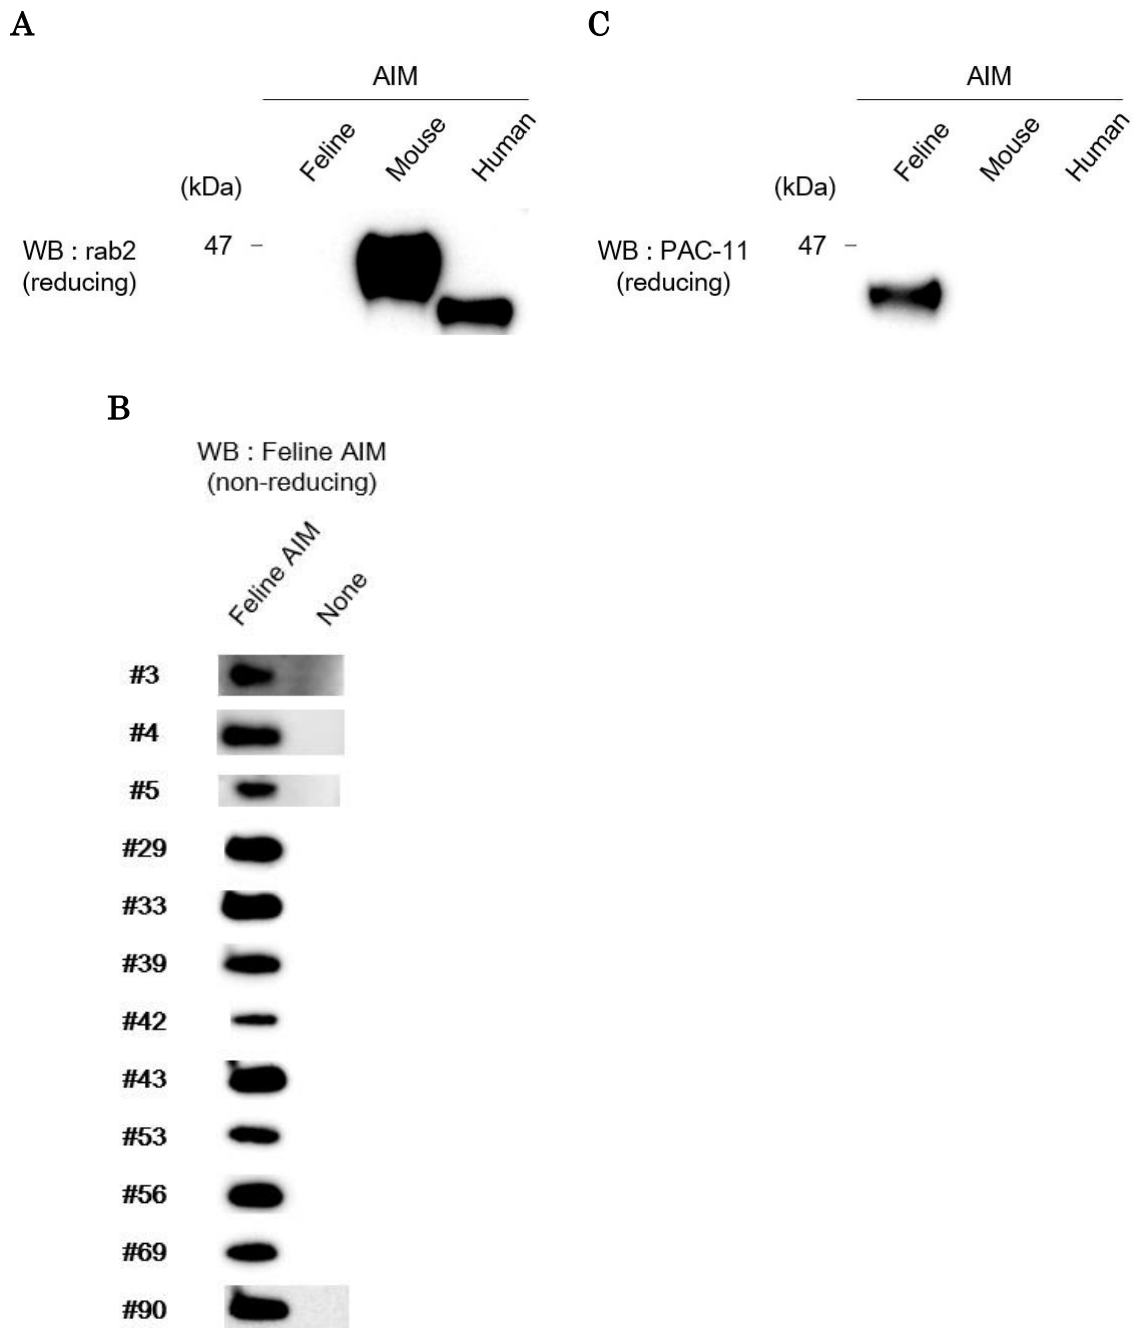 A
AIM
Feline
Mouse
Human
(kDa)
47
WB : rab2
(reducing)
C
AIM
Feline
Mouse
Human
(kDa)
47
WB : PAC-11
(reducing)
B
WB : Feline AIM
(non-reducing)
Feline AIM
None
#3
#4
#5
#29
#33
#39
#42
#43
#53
#56
#69
#90